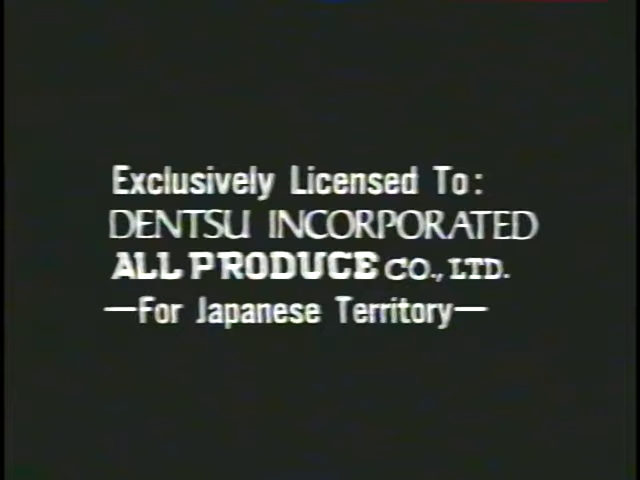 Exclusively Licensed To:
DENTSU INCORPORATED
ALL PRODUCE CO., LTD.
—For Japanese Territory—